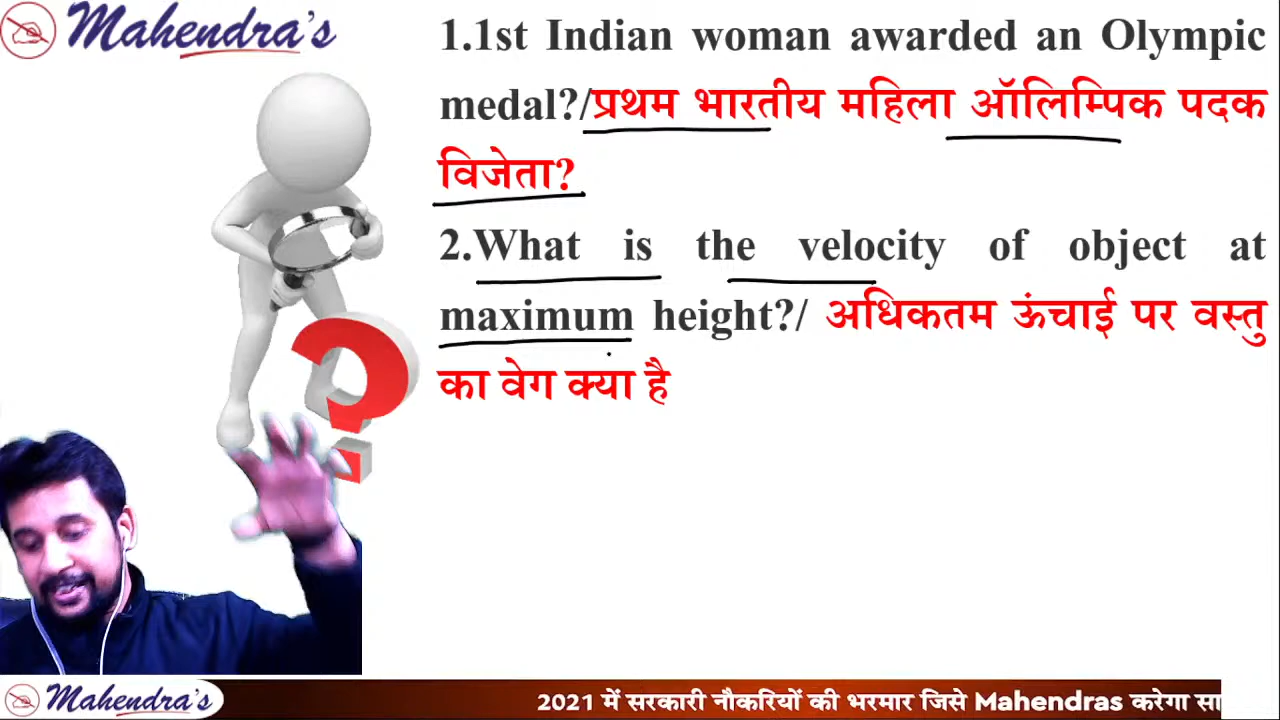 Mahendra's
1.1st Indian woman awarded an Olympic
medal?/प्रथम भारतीय महिला ऑलिम्पिक पदक
विजेता?
2.What is the velocity of object at
maximum height?/ अधिकतम ऊंचाई पर वस्तु
का वेग क्या है
Mahendra's
2021 में सरकारी नौकरियों की भरमार जिसे Mahendras करेगा